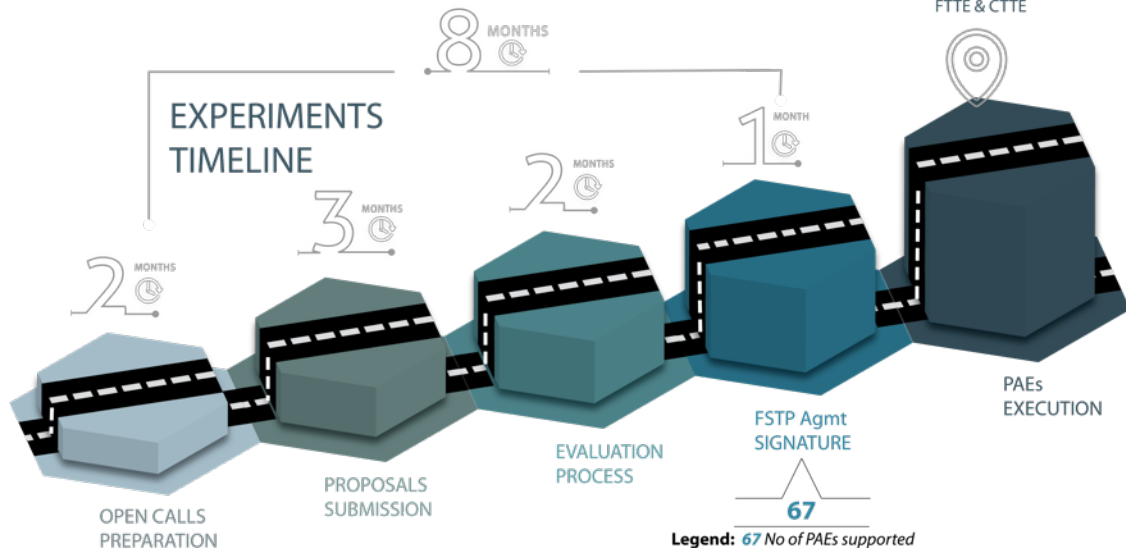 FTTE & CTTE
8 MONTHS
EXPERIMENTS
TIMELINE
1 MONTH
2 MONTHS
3 MONTHS
2 MONTHS
PAEs
EXECUTION
FSTP Agmt
SIGNATURE
EVALUATION
PROCESS
PROPOSALS
SUBMISSION
OPEN CALLS
PREPARATION
67
Legend: 67 No of PAEs supported